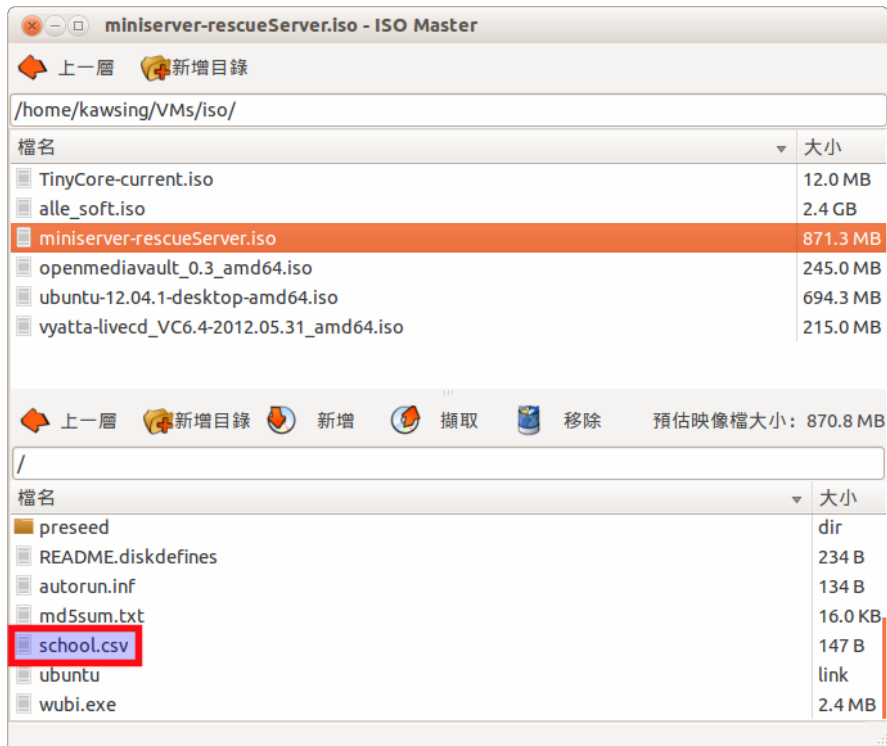 miniserver-rescueServer.iso - ISO Master
上一層 新增目錄
/home/kawsing/VMs/iso/
檔名 大小
TinyCore-current.iso 12.0 MB
alle_soft.iso 2.4 GB
miniserver-rescueServer.iso 871.3 MB
openmediavault_0.3_amd64.iso 245.0 MB
ubuntu-12.04.1-desktop-amd64.iso 694.3 MB
vyatta-livecd_VC6.4-2012.05.31_amd64.iso 215.0 MB
上一層 新增目錄 新增 擷取 移除 預估映像檔大小: 870.8 MB
/
檔名 大小
preseed dir
README.diskdefines 234 B
autorun.inf 134 B
md5sum.txt 16.0 KB
school.csv 147 B
ubuntu link
wubi.exe 2.4 MB